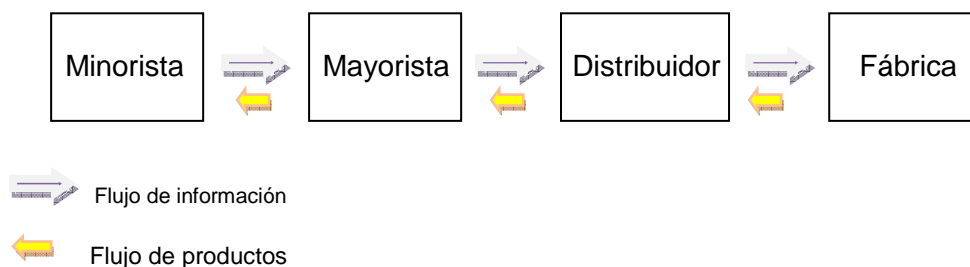 Minorista Mayorista Distribuidor Fábrica
Flujo de información
Flujo de productos